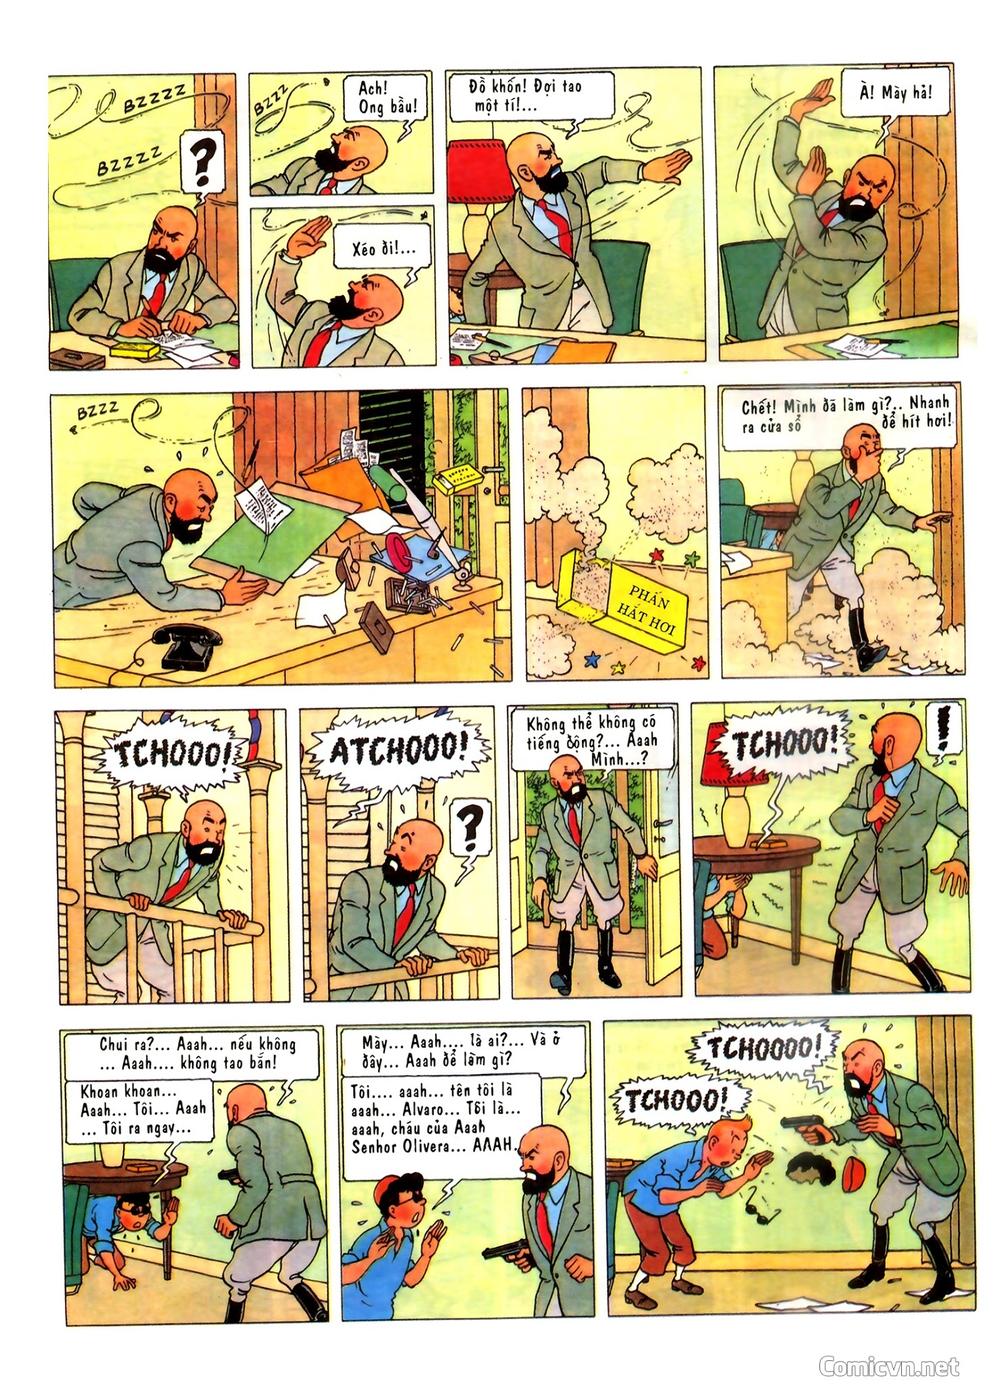 BZZZZ
BZZZZ
?
BZZZ
Ach!
Ong bầu!
Xéo đi!...
Đồ khốn! Đợi tao
một tí!...
À! Mày hả!
BZZZ
PHẤN
HẮT HƠI
Chết! Mình đã làm gì?.. Nhanh
ra cửa sổ để hít hơi!
TCHOOO!
ATCHOOO!
?
Không thể không có
tiếng động?... Aaah
Mình...?
TCHOOO!
!
Chui ra?... Aaah... nếu không
... Aaah.... không tao bắn!
Khoan khoan...
Aaah... Tôi... Aaah
... Tôi ra ngay...
Mày... Aaah.... là ai?... Và ở
đây... Aaah để làm gì?
Tôi.... aaah... tên tôi là
aaah... Alvaro... Tôi là...
aaah, cháu của Aaah
Senhor Olivera... AAAH.
TCHOOOO!
TCHOOO!
Comicvn.net